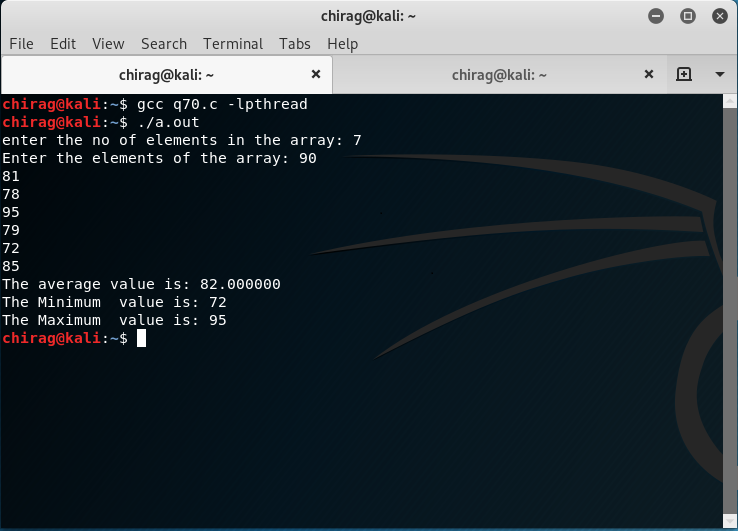 chirag@kali: ~
File Edit View Search Terminal Tabs Help
chirag@kali: ~ chirag@kali: ~
chirag@kali:~$ gcc q70.c -lpthread
chirag@kali:~$ ./a.out
enter the no of elements in the array: 7
Enter the elements of the array: 90
81
78
95
79
72
85
The average value is: 82.000000
The Minimum  value is: 72
The Maximum  value is: 95
chirag@kali:~$